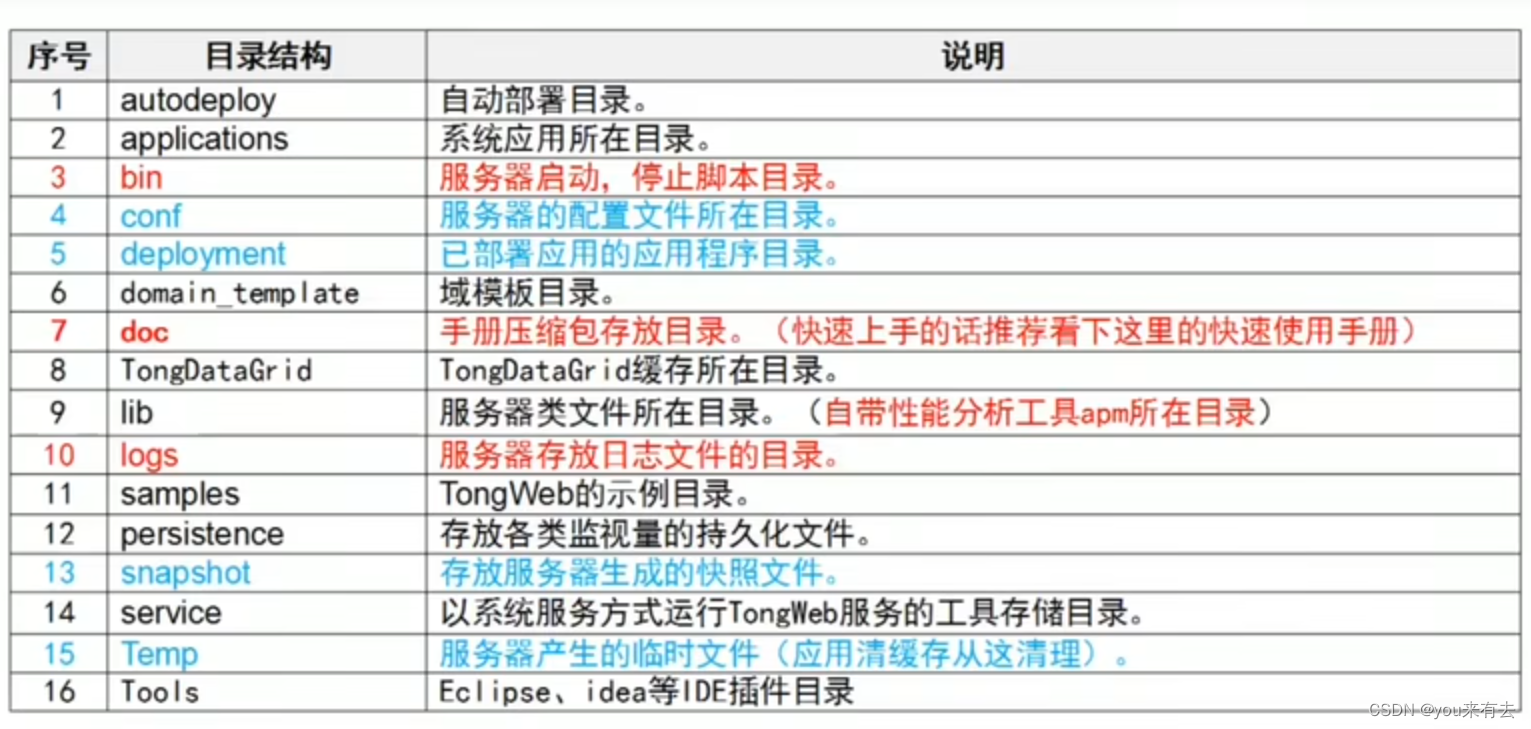 序号 目录结构 说明
1 autodeploy 自动部署目录。
2 applications 系统应用所在目录。
3 bin 服务器启动，停止脚本目录。
4 conf 服务器的配置文件所在目录。
5 deployment 已部署应用的应用程序目录。
6 domain_template 域模板目录。
7 doc 手册压缩包存放目录。（快速上手的话推荐看下这里的快速使用手册）
8 TongDataGrid TongDataGrid缓存所在目录。
9 lib 服务器类文件所在目录。（自带性能分析工具apm所在目录）
10 logs 服务器存放日志文件的目录。
11 samples TongWeb的示例目录。
12 persistence 存放各类监视量的持久化文件。
13 snapshot 存放服务器生成的快照文件。
14 service 以系统服务方式运行TongWeb服务的工具存储目录。
15 Temp 服务器产生的临时文件（应用清缓存从这清理）。
16 Tools Eclipse、idea等IDE插件目录
CSDN @you来有去